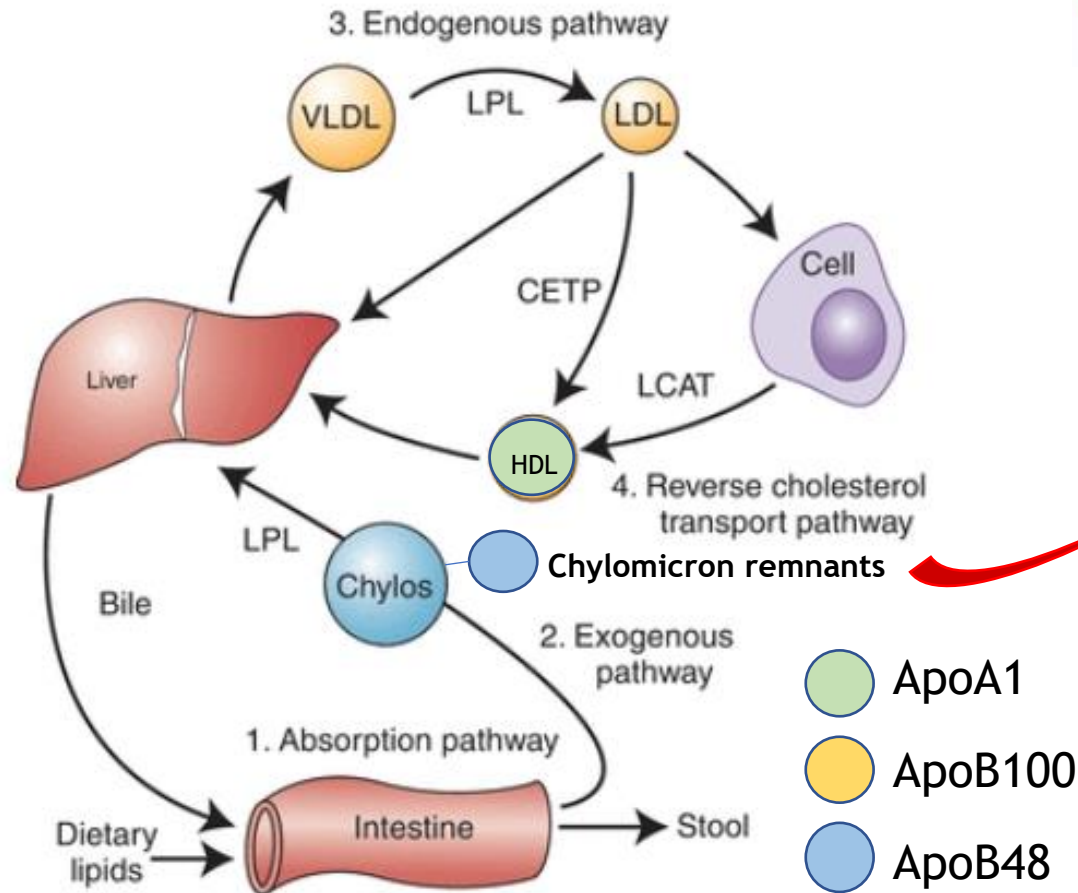 3. Endogenous pathway
VLDL
LPL
LDL
Cell
CETP
Liver
LCAT
HDL
4. Reverse cholesterol
transport pathway
LPL
Chylomicron remnants
Chylos
Bile
2. Exogenous
pathway
ApoA1
1. Absorption pathway
ApoB100
Intestine
Stool
Dietary
lipids
ApoB48